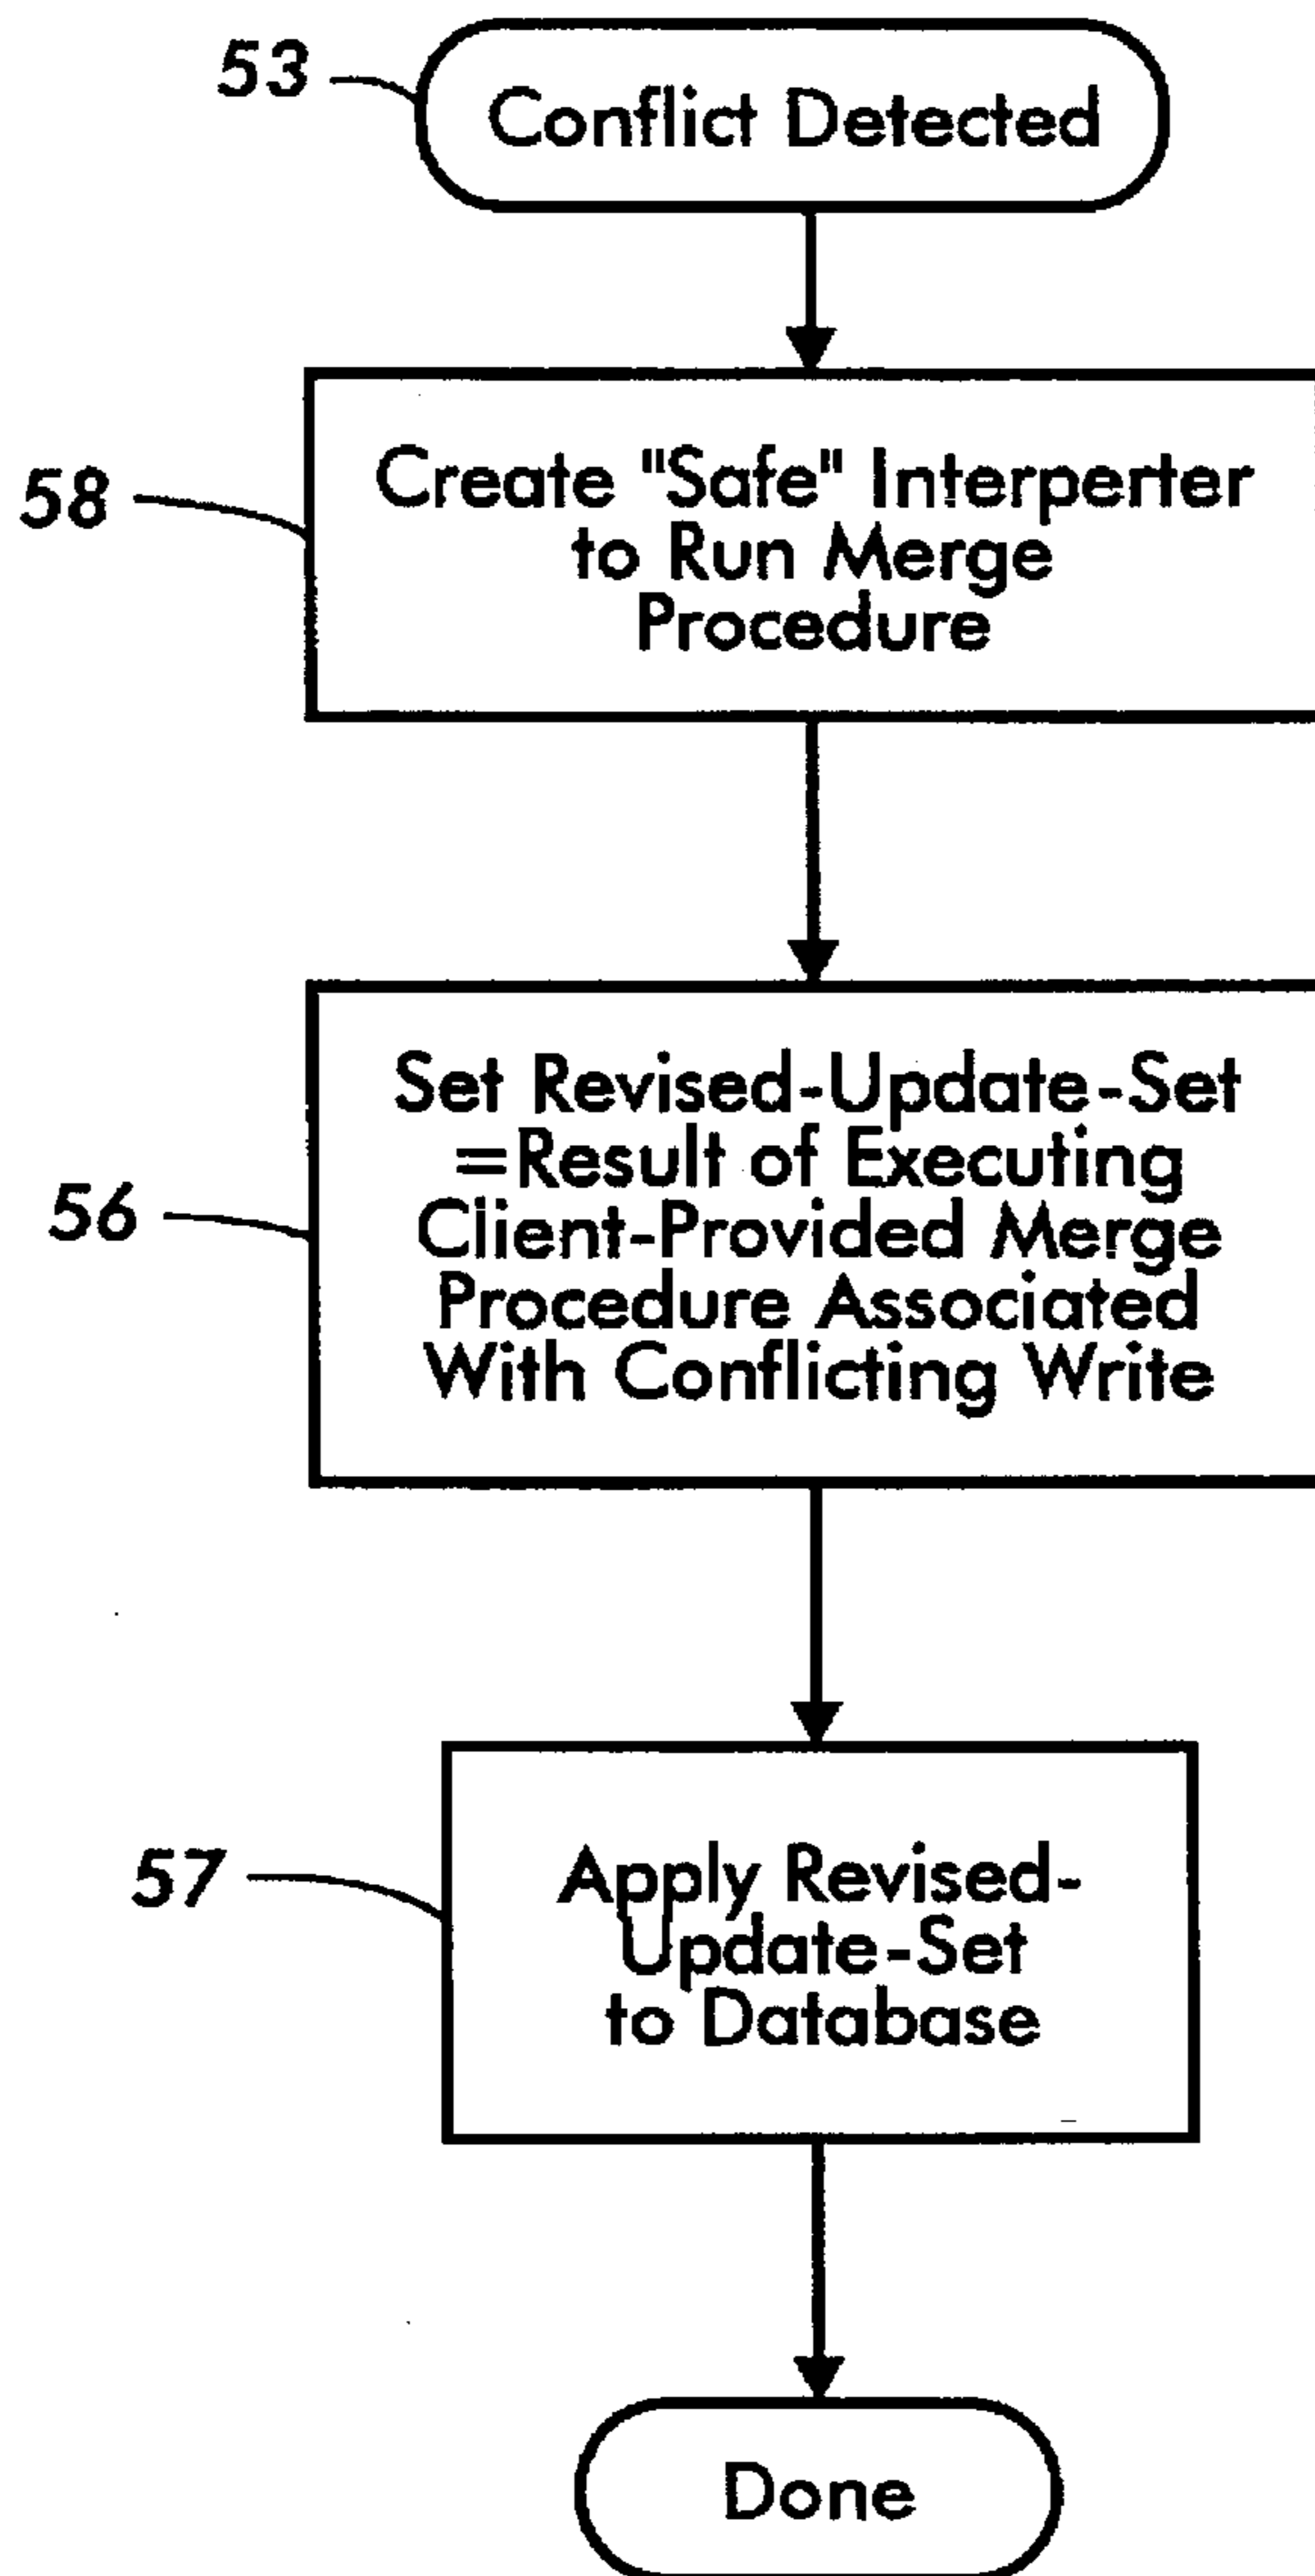 53
Conflict Detected
58
Create "Safe" Interperter
to Run Merge
Procedure
56
Set Revised-Update-Set
=Result of Executing
Client-Provided Merge
Procedure Associated
With Conflicting Write
57
Apply Revised-
Update-Set
to Database
Done